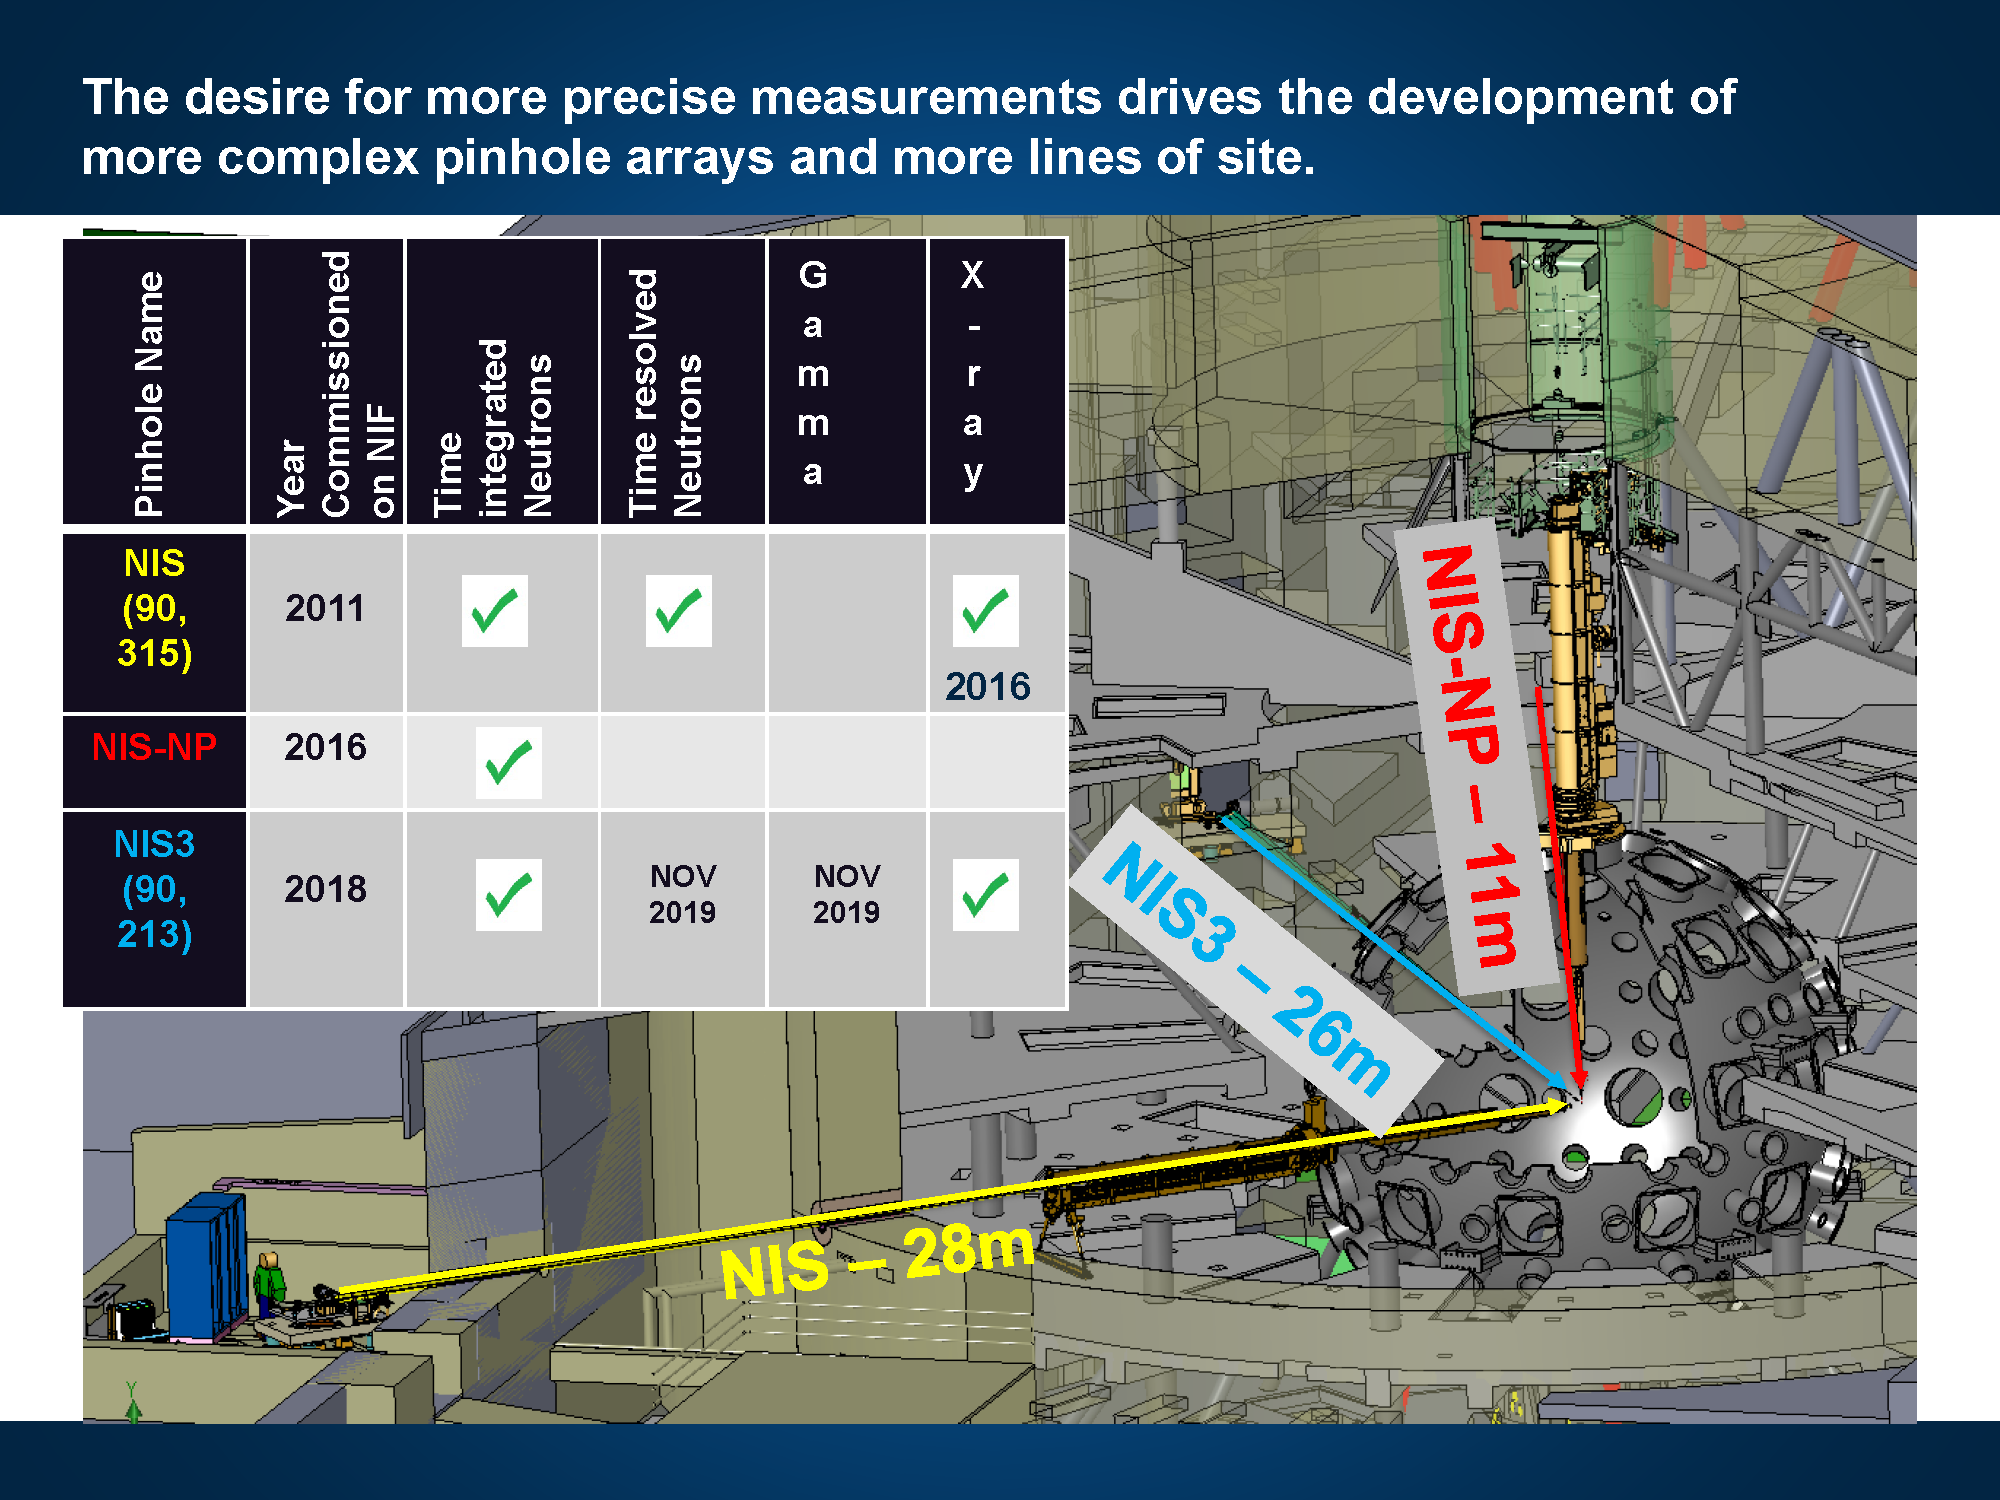 The desire for more precise measurements drives the development of
more complex pinhole arrays and more lines of site.
Pinhole Name
Year
Commissioned
on NIF
Time
integrated
Neutrons
Time resolved
Neutrons
G
a
m
m
a
X
-
r
a
y
NIS
(90,
315)
2011
2016
NIS-NP
2016
NIS3
(90,
213)
2018
NOV
2019
NOV
2019
NIS-NP – 11m
NIS3 – 26m
NIS – 28m
Y